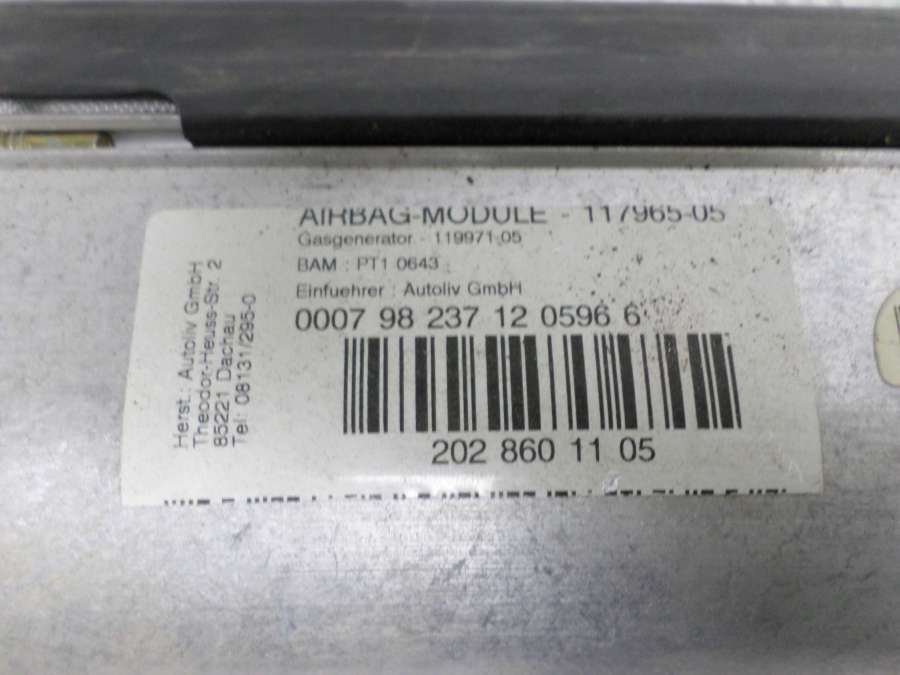 AIRBAG-MODULE - 117965-05
Gasgenerator - 119971-05
BAM : PT1 0643
Einfuehrer : Autoliv GmbH
0007 98 237 12 0596 6
202 860 11 05
Herst.: Autoliv GmbH
Theodor-Heuss-Str. 2
85221 Dachau
Tel: 08131/295-0